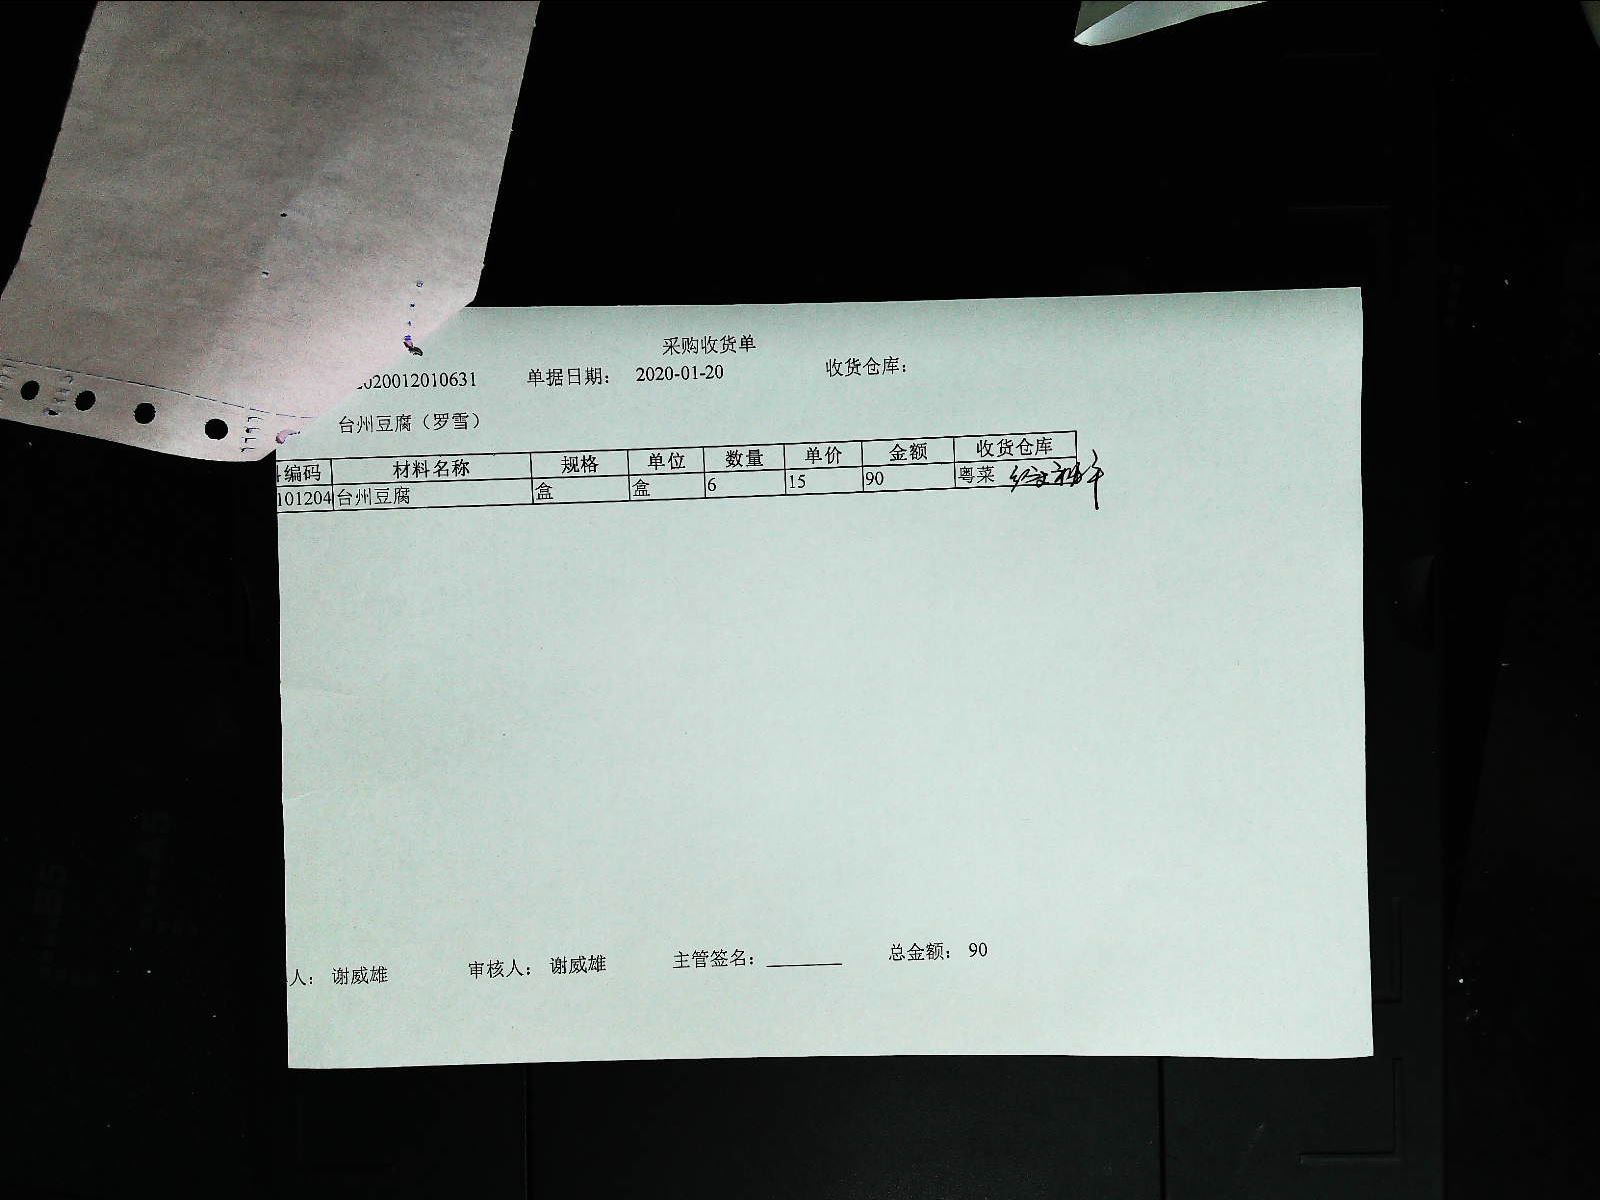 采购收货单
2020012010631 单据日期： 2020-01-20 收货仓库：
台州豆腐（罗雪）
编码 材料名称 规格 单位 数量 单价 金额 收货仓库
101204 台州豆腐 盒 盒 6 15 90 粤菜
人： 谢威雄 审核人： 谢威雄 主管签名：________ 总金额： 90